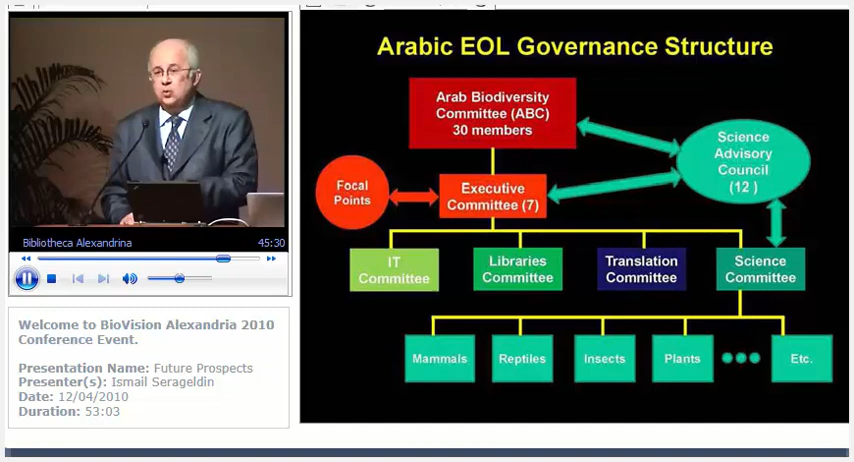 Bibliotheca Alexandrina 45:30
Welcome to BioVision Alexandria 2010
Conference Event.
Presentation Name: Future Prospects
Presenter(s): Ismail Serageldin
Date: 12/04/2010
Duration: 53:03
Arabic EOL Governance Structure
Arab Biodiversity
Committee (ABC)
30 members
Science
Advisory
Council
(12 )
Focal
Points
Executive
Committee (7)
IT
Committee
Libraries
Committee
Translation
Committee
Science
Committee
Mammals
Reptiles
Insects
Plants
Etc.